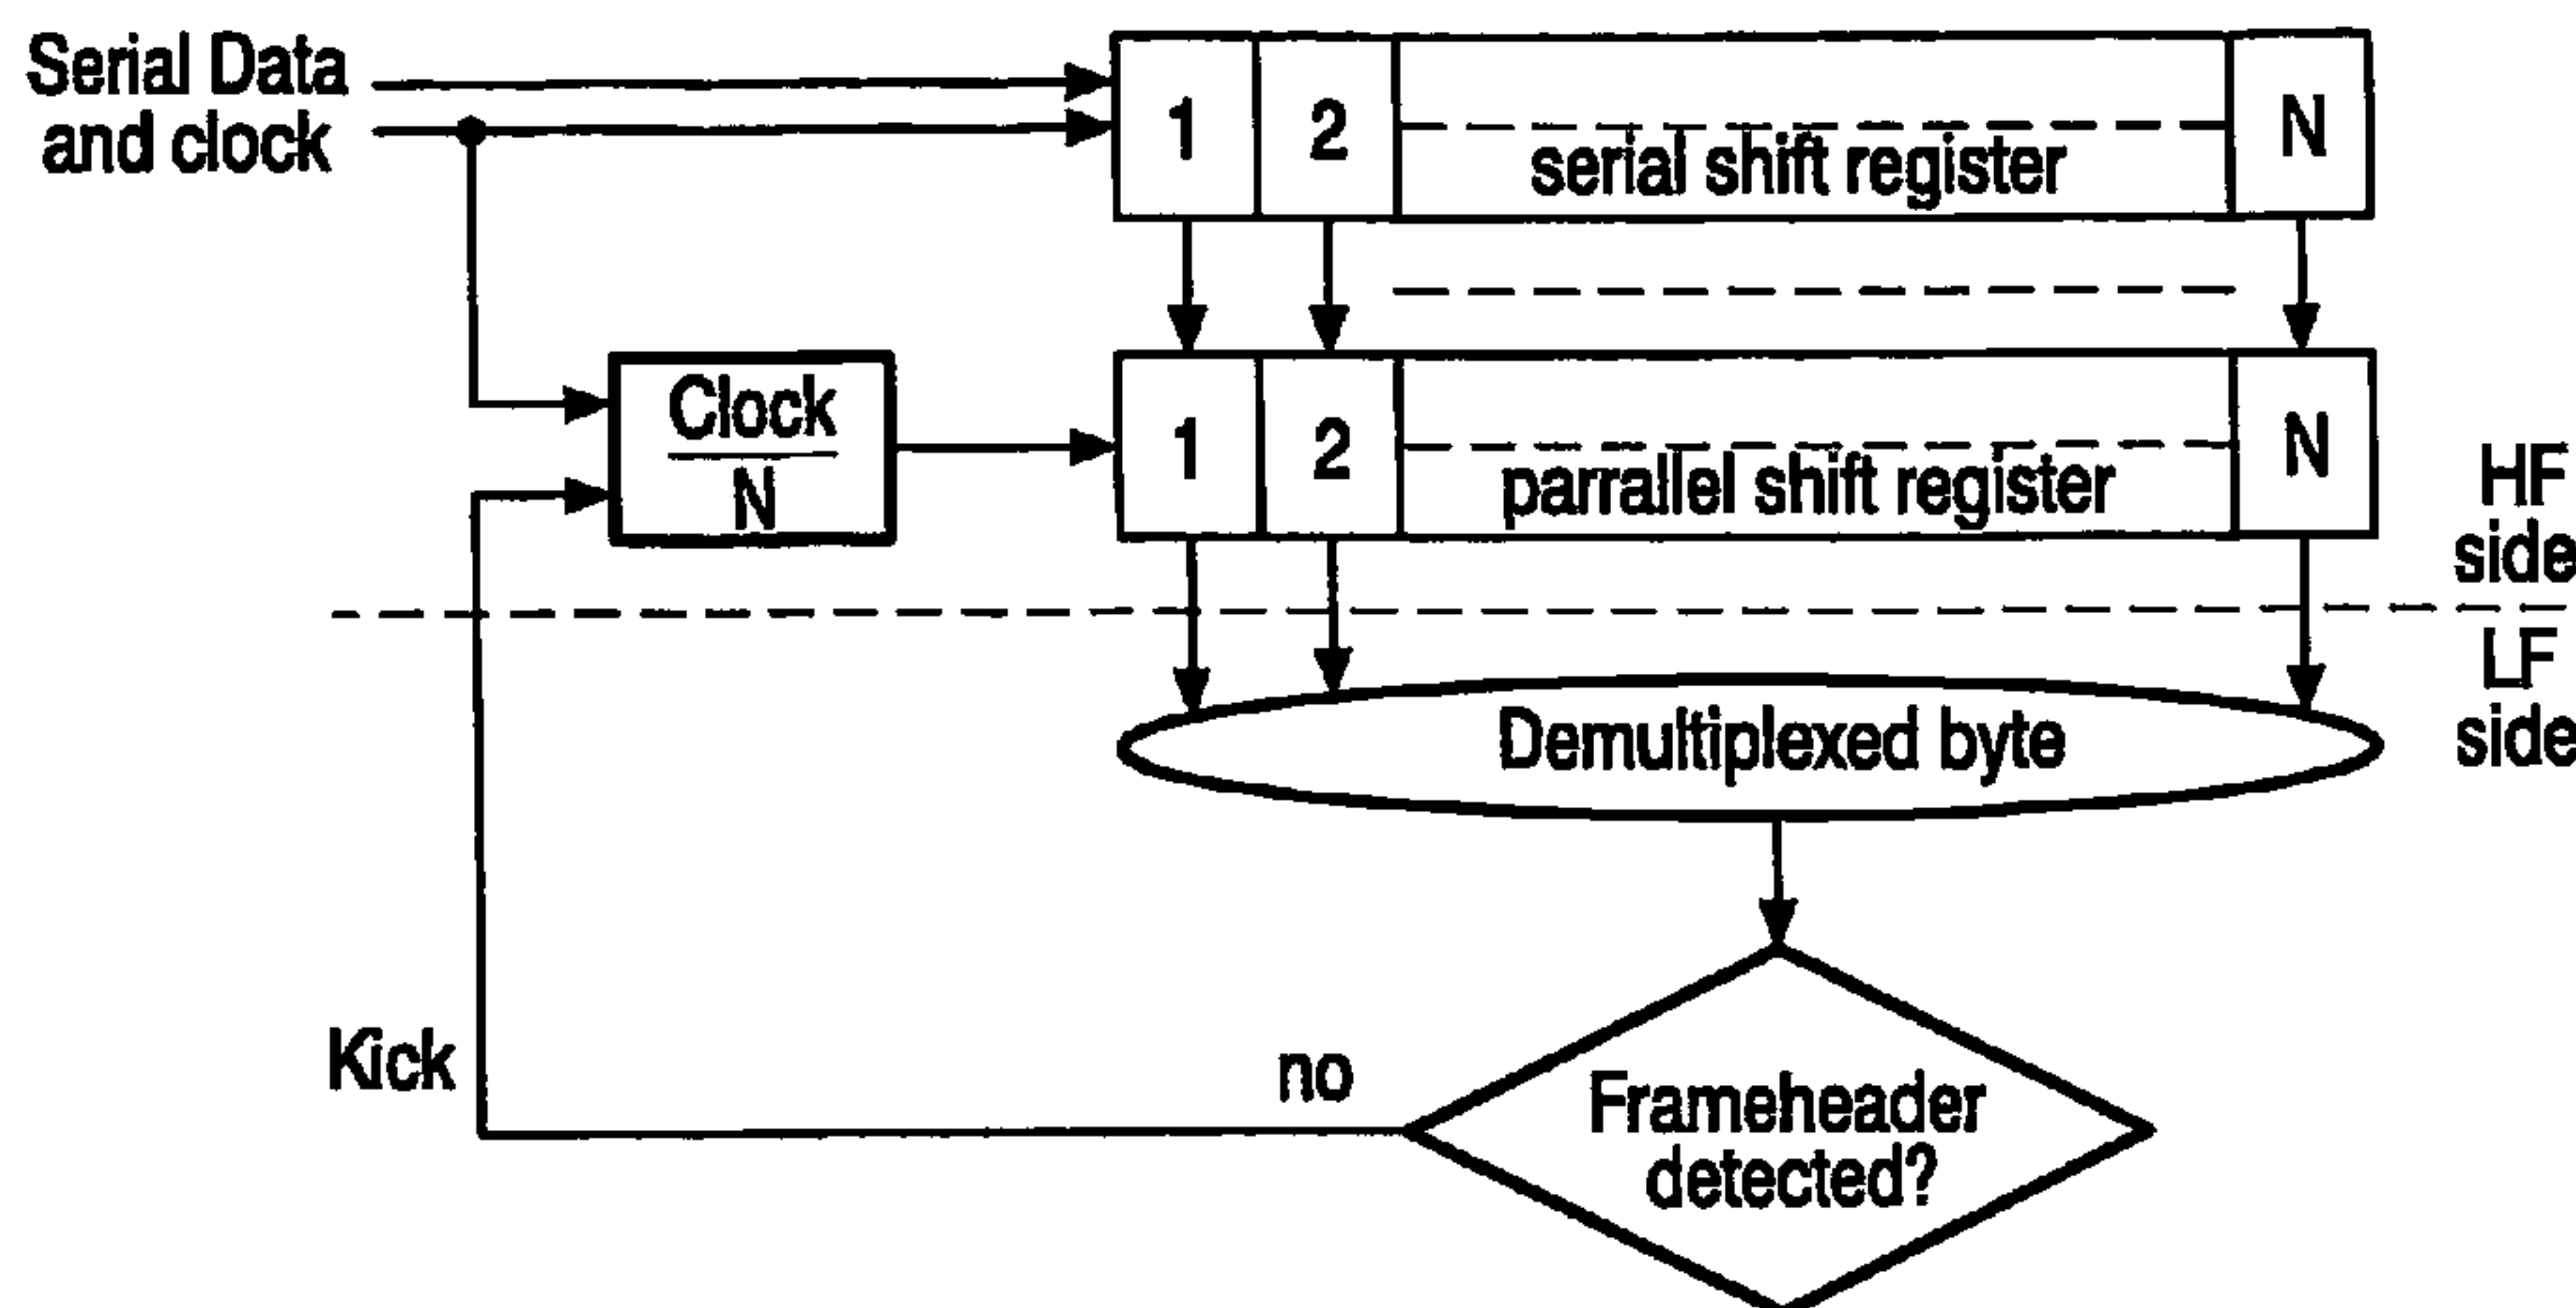 Serial Data
and clock
1
2
serial shift register
N
Clock
N
1
2
parrallel shift register
N
HF
side
LF
side
Demultiplexed byte
Kick
no
Frameheader
detected?